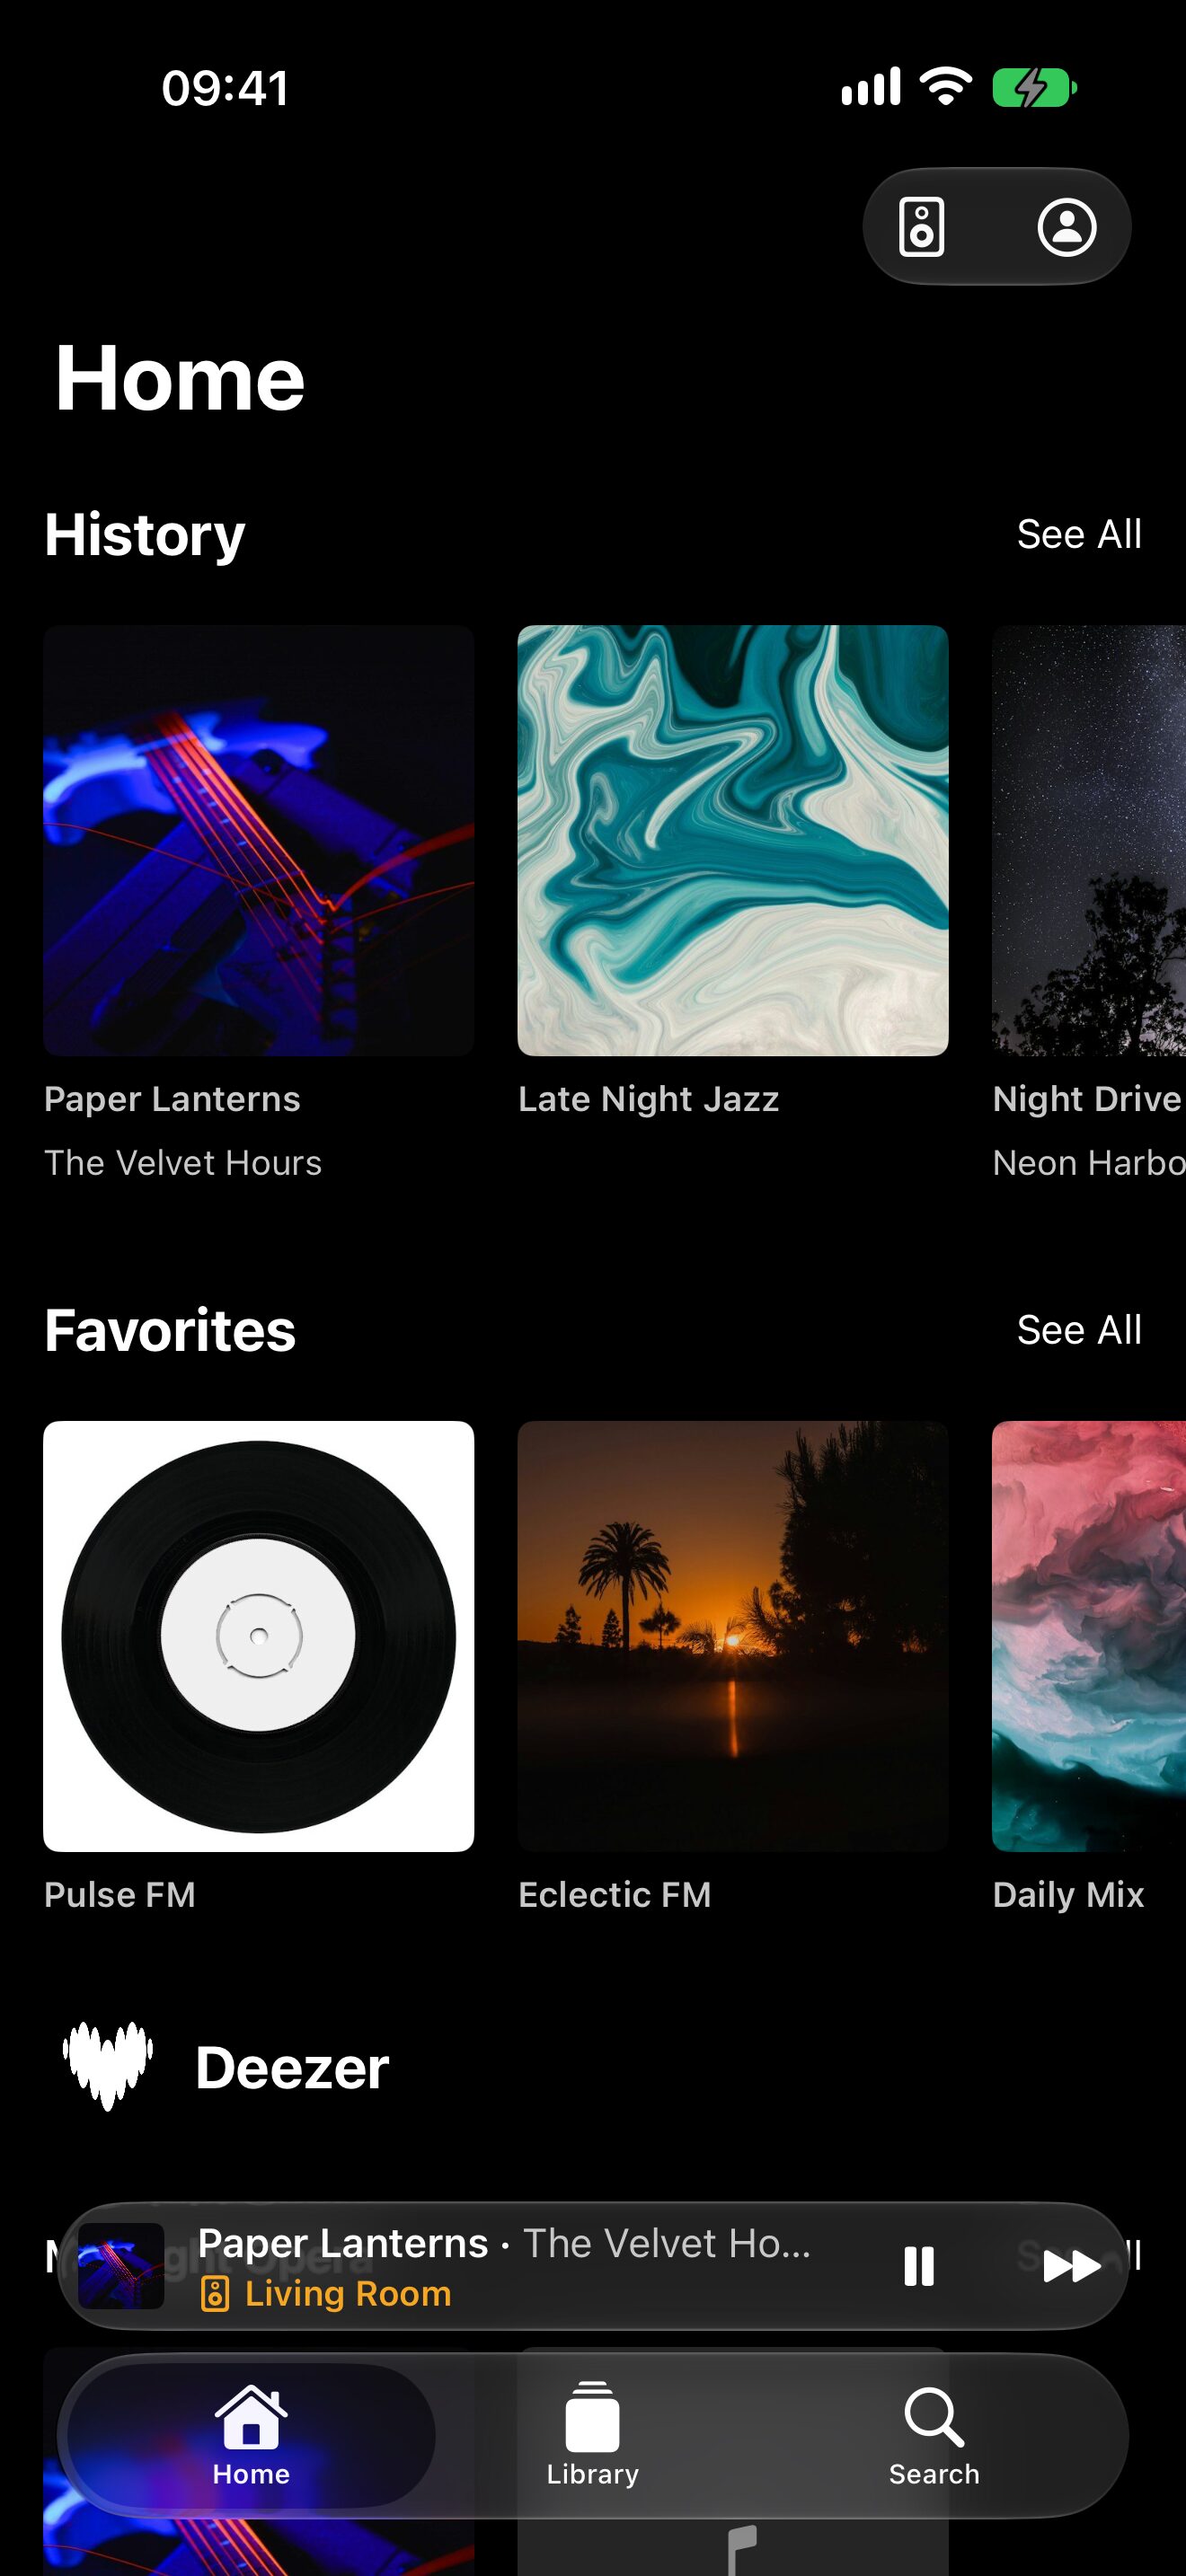 09:41
Home
History
See All
Paper Lanterns
The Velvet Hours
Late Night Jazz
Night Drive
Neon Harbo
Favorites
See All
Pulse FM
Eclectic FM
Daily Mix
Deezer
Paper Lanterns · The Velvet Ho...
Living Room
Home
Library
Search